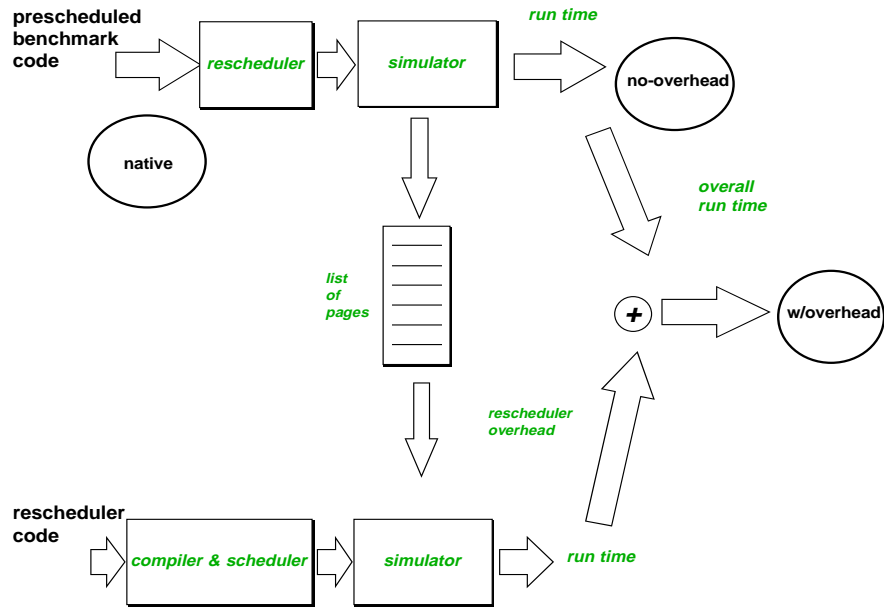 prescheduled
benchmark
code
rescheduler
simulator
run time
no-overhead
native
overall
run time
list
of
pages
+
w/overhead
rescheduler
overhead
rescheduler
code
compiler & scheduler
simulator
run time